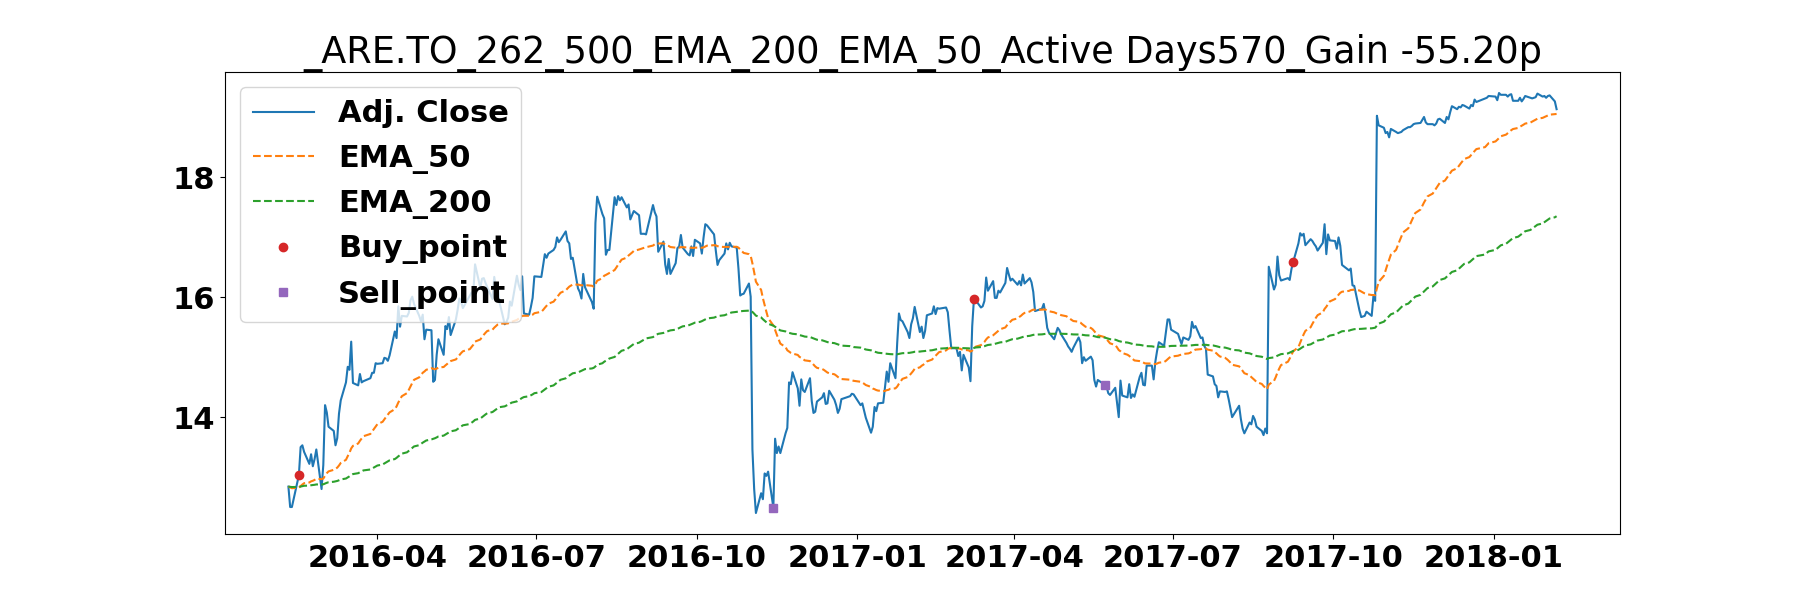 _ARE.TO_262_500_EMA_200_EMA_50_Active Days570_Gain -55.20p
Adj. Close
EMA_50
EMA_200
Buy_point
Sell_point
18
16
14
2016-04 2016-07 2016-10 2017-01 2017-04 2017-07 2017-10 2018-01